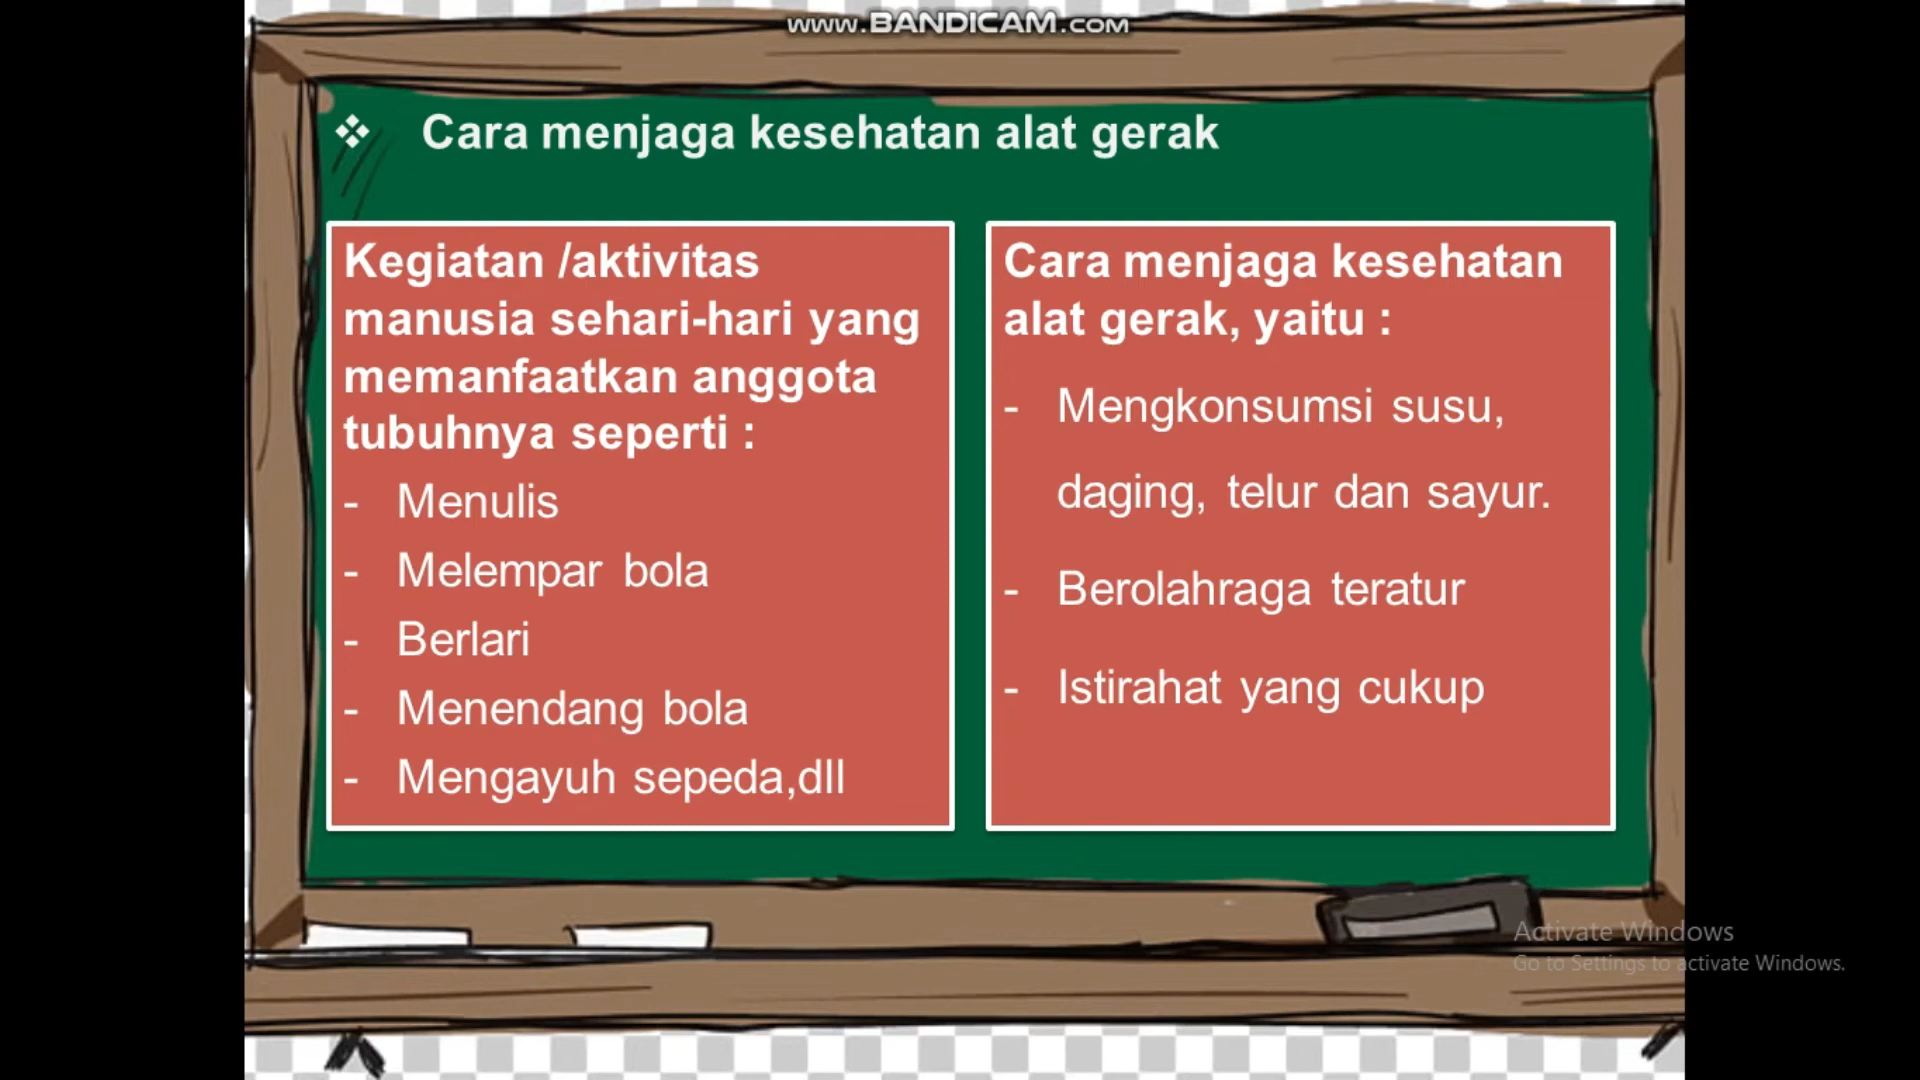 www.BANDICAM.com
❖ Cara menjaga kesehatan alat gerak
Kegiatan /aktivitas
manusia sehari-hari yang
memanfaatkan anggota
tubuhnya seperti :
- Menulis
- Melempar bola
- Berlari
- Menendang bola
- Mengayuh sepeda,dll
Cara menjaga kesehatan
alat gerak, yaitu :
- Mengkonsumsi susu,
daging, telur dan sayur.
- Berolahraga teratur
- Istirahat yang cukup
Activate Windows
Go to Settings to activate Windows.